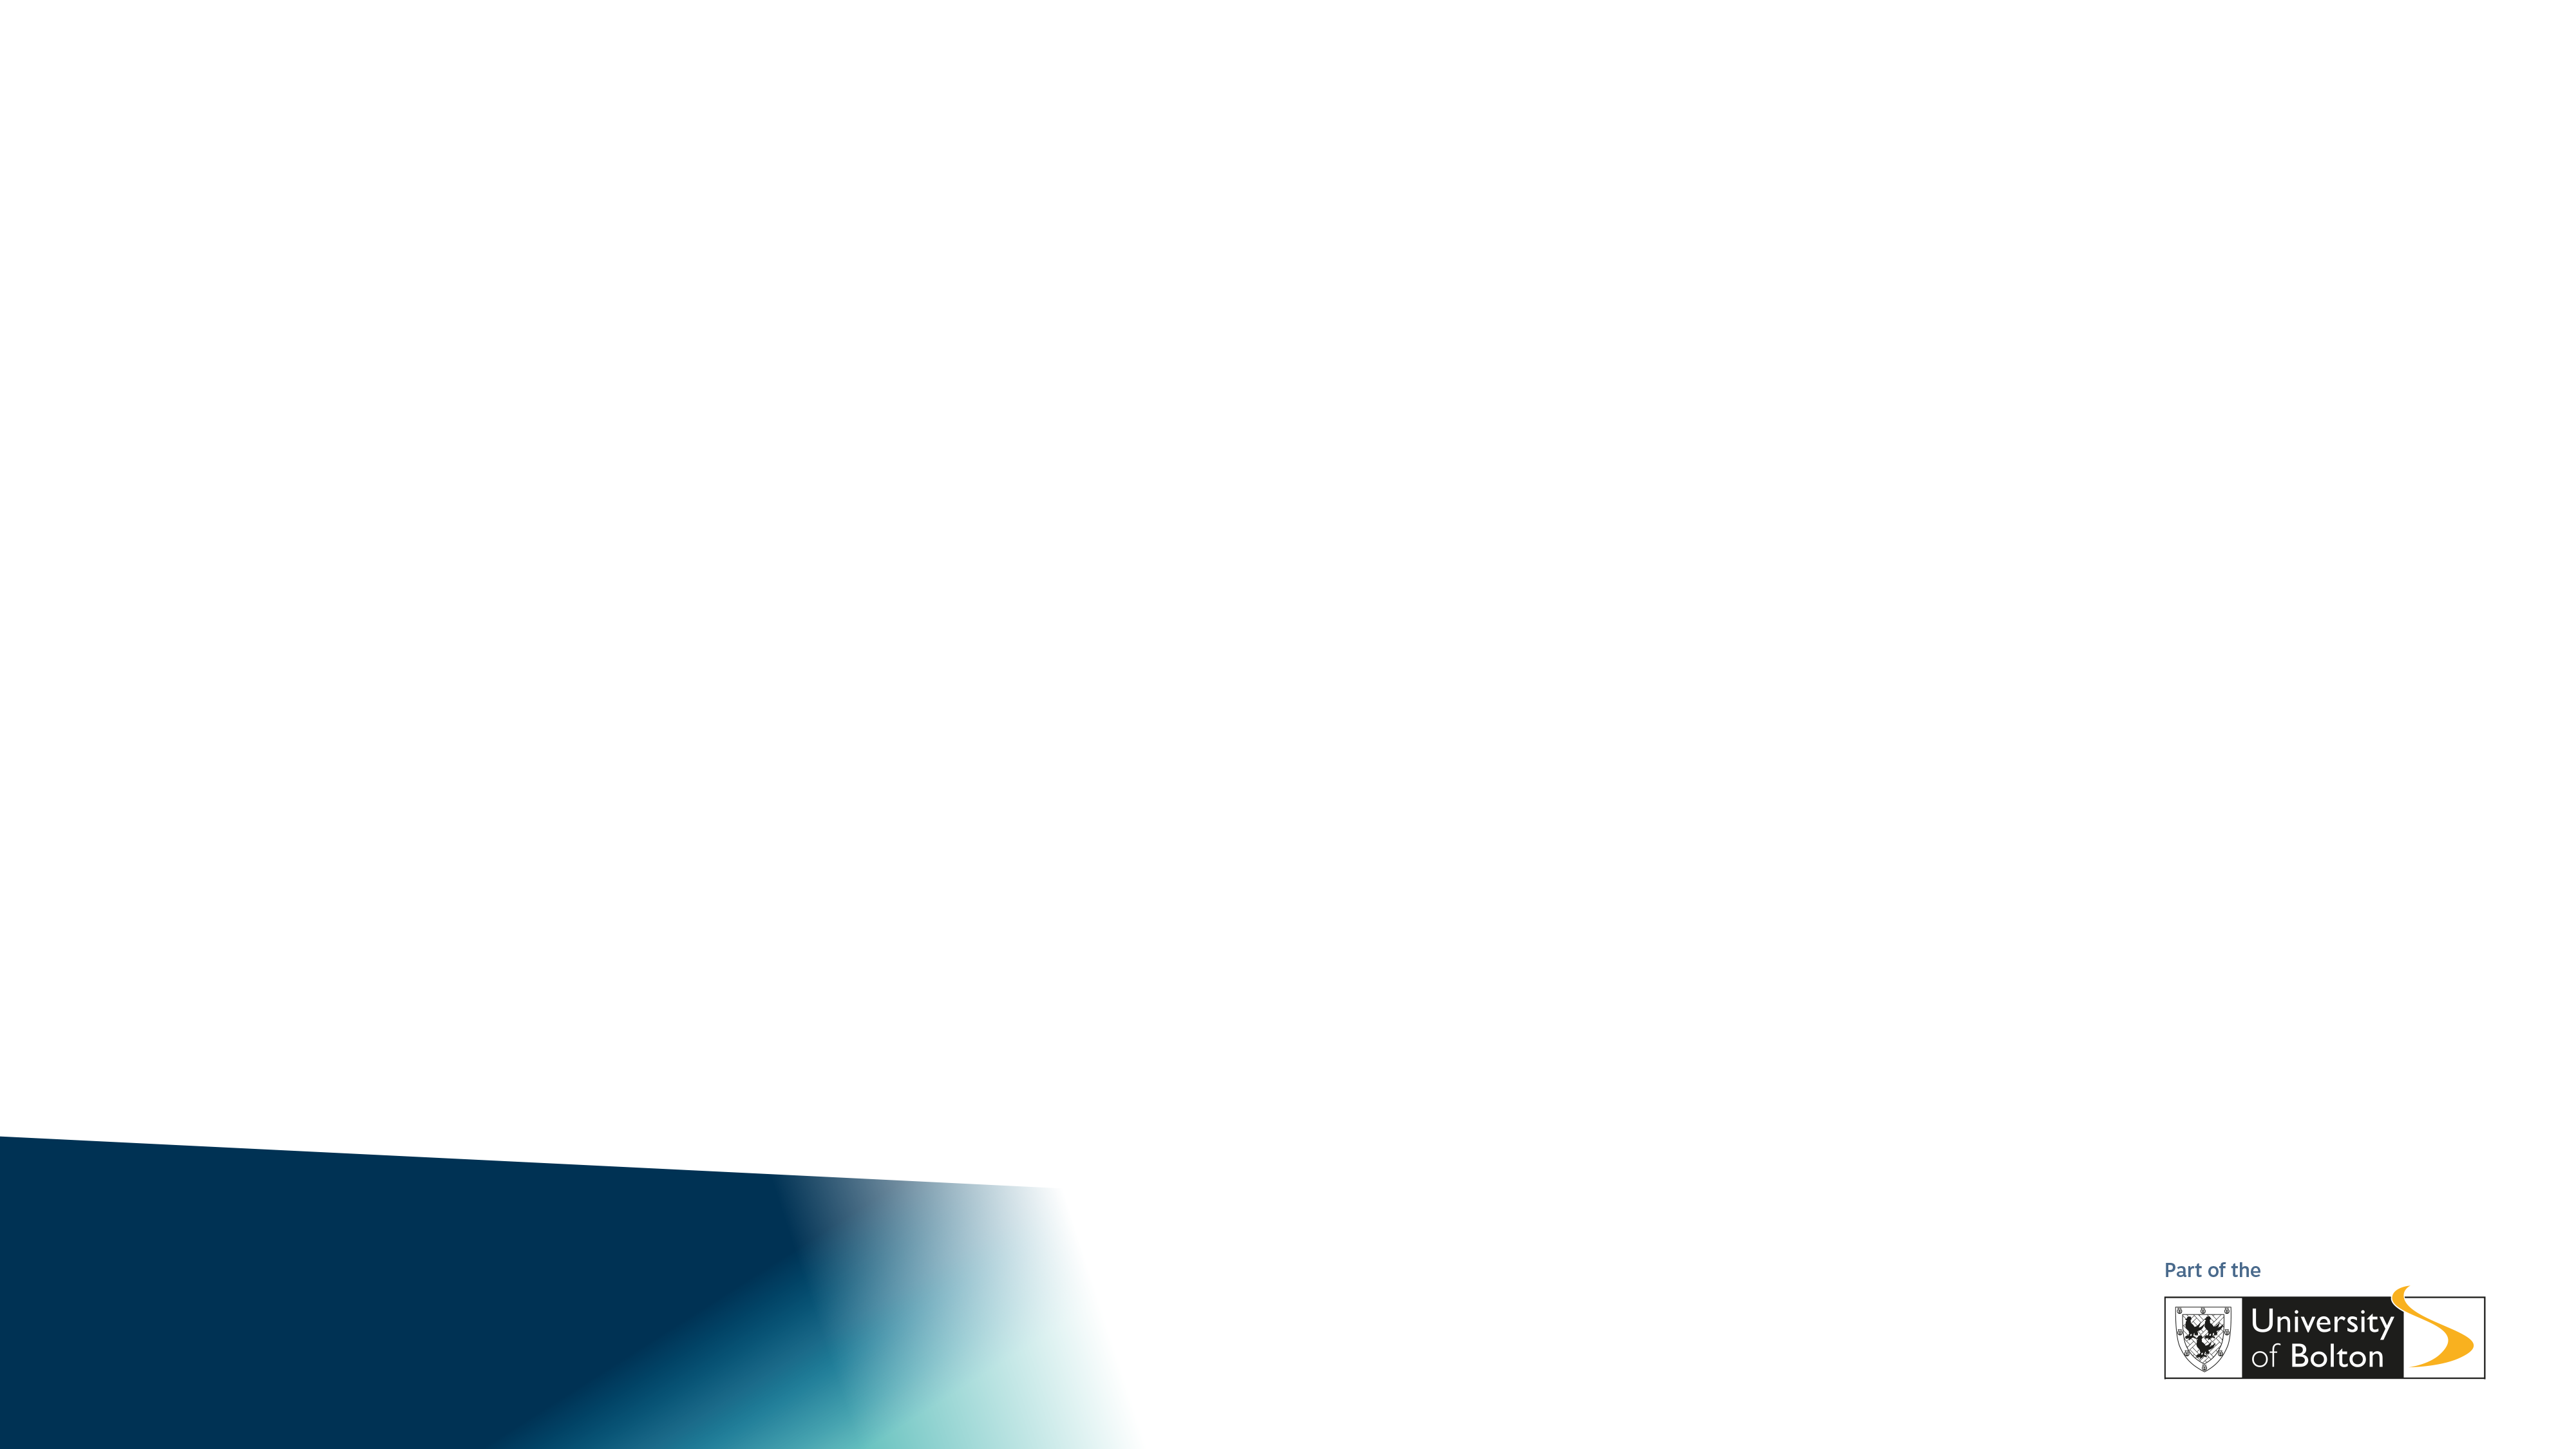 Part of the
University
of Bolton